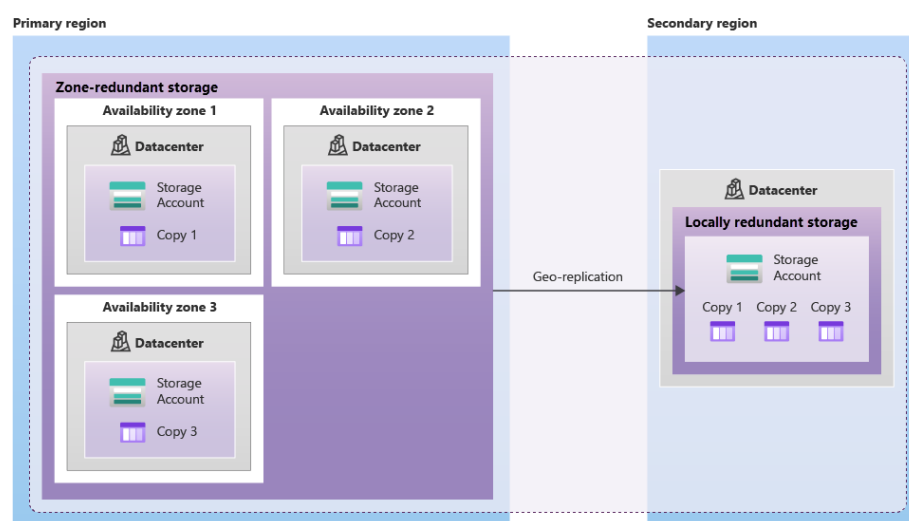 Primary region
Secondary region
Zone-redundant storage
Availability zone 1
Datacenter
Storage
Account
Copy 1
Availability zone 2
Datacenter
Storage
Account
Copy 2
Availability zone 3
Datacenter
Storage
Account
Copy 3
Geo-replication
Datacenter
Locally redundant storage
Storage
Account
Copy 1 Copy 2 Copy 3